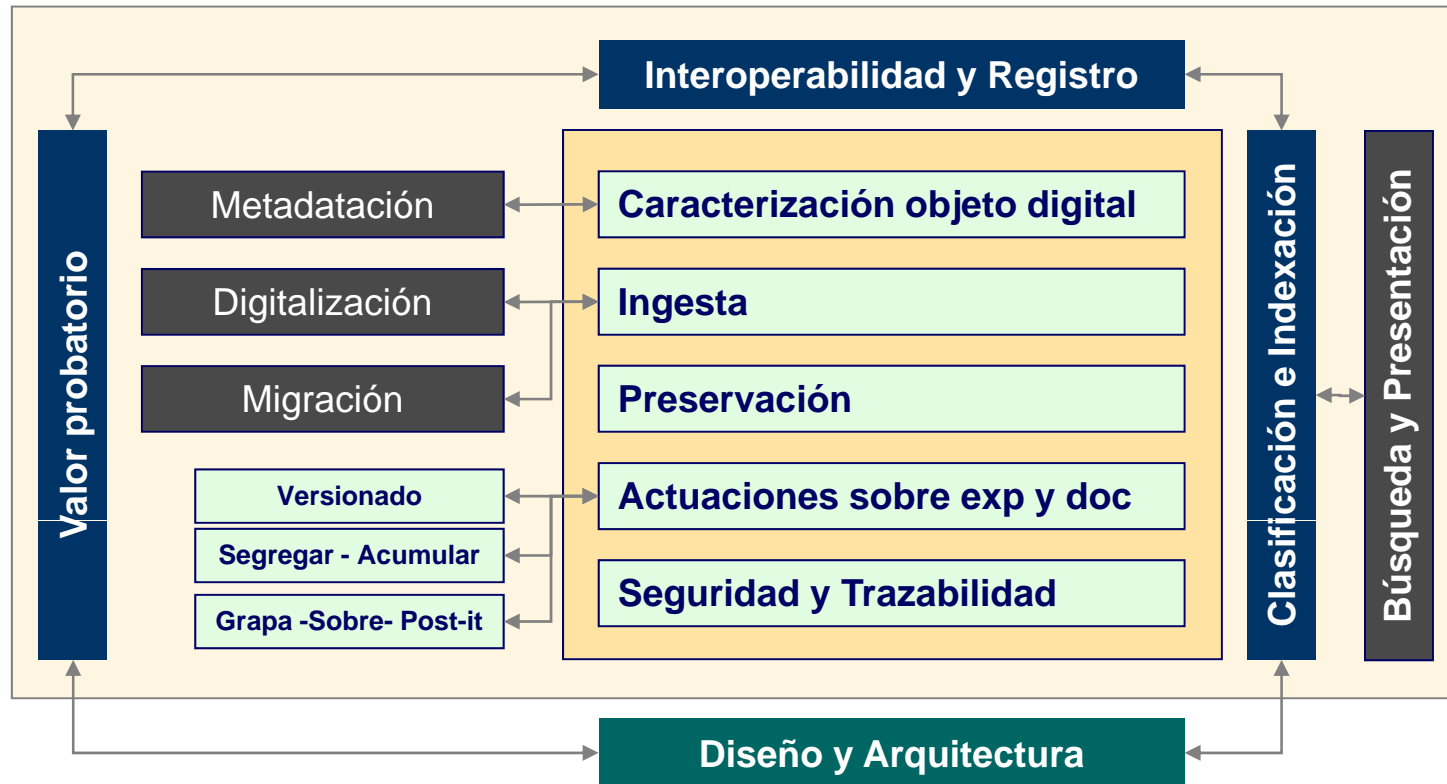 Interoperabilidad y Registro
Valor probatorio
Metadatación
Digitalización
Migración
Versionado
Segregar - Acumular
Grapa -Sobre- Post-it
Caracterización objeto digital
Ingesta
Preservación
Actuaciones sobre exp y doc
Seguridad y Trazabilidad
Clasificación e Indexación
Búsqueda y Presentación
Diseño y Arquitectura